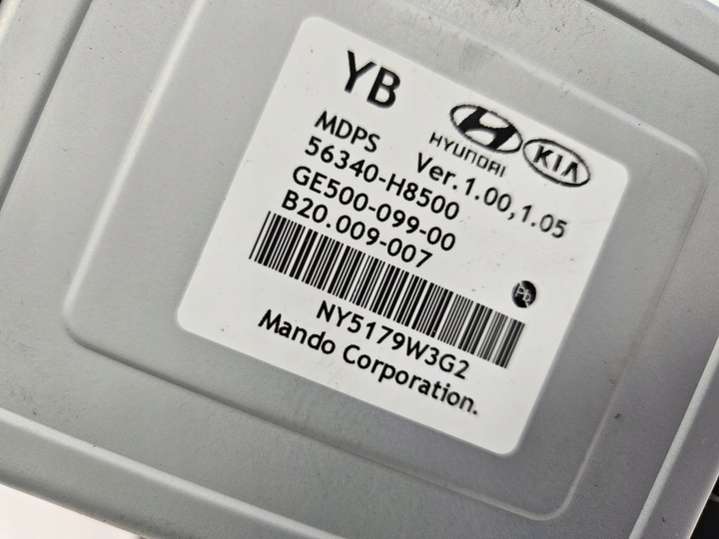 YB
HYUNDAI
KIA
MDPS Ver.1.00,1.05
56340-H8500
GE500-099-00
B20.009-007
Pb
NY5179W3G2
Mando Corporation.